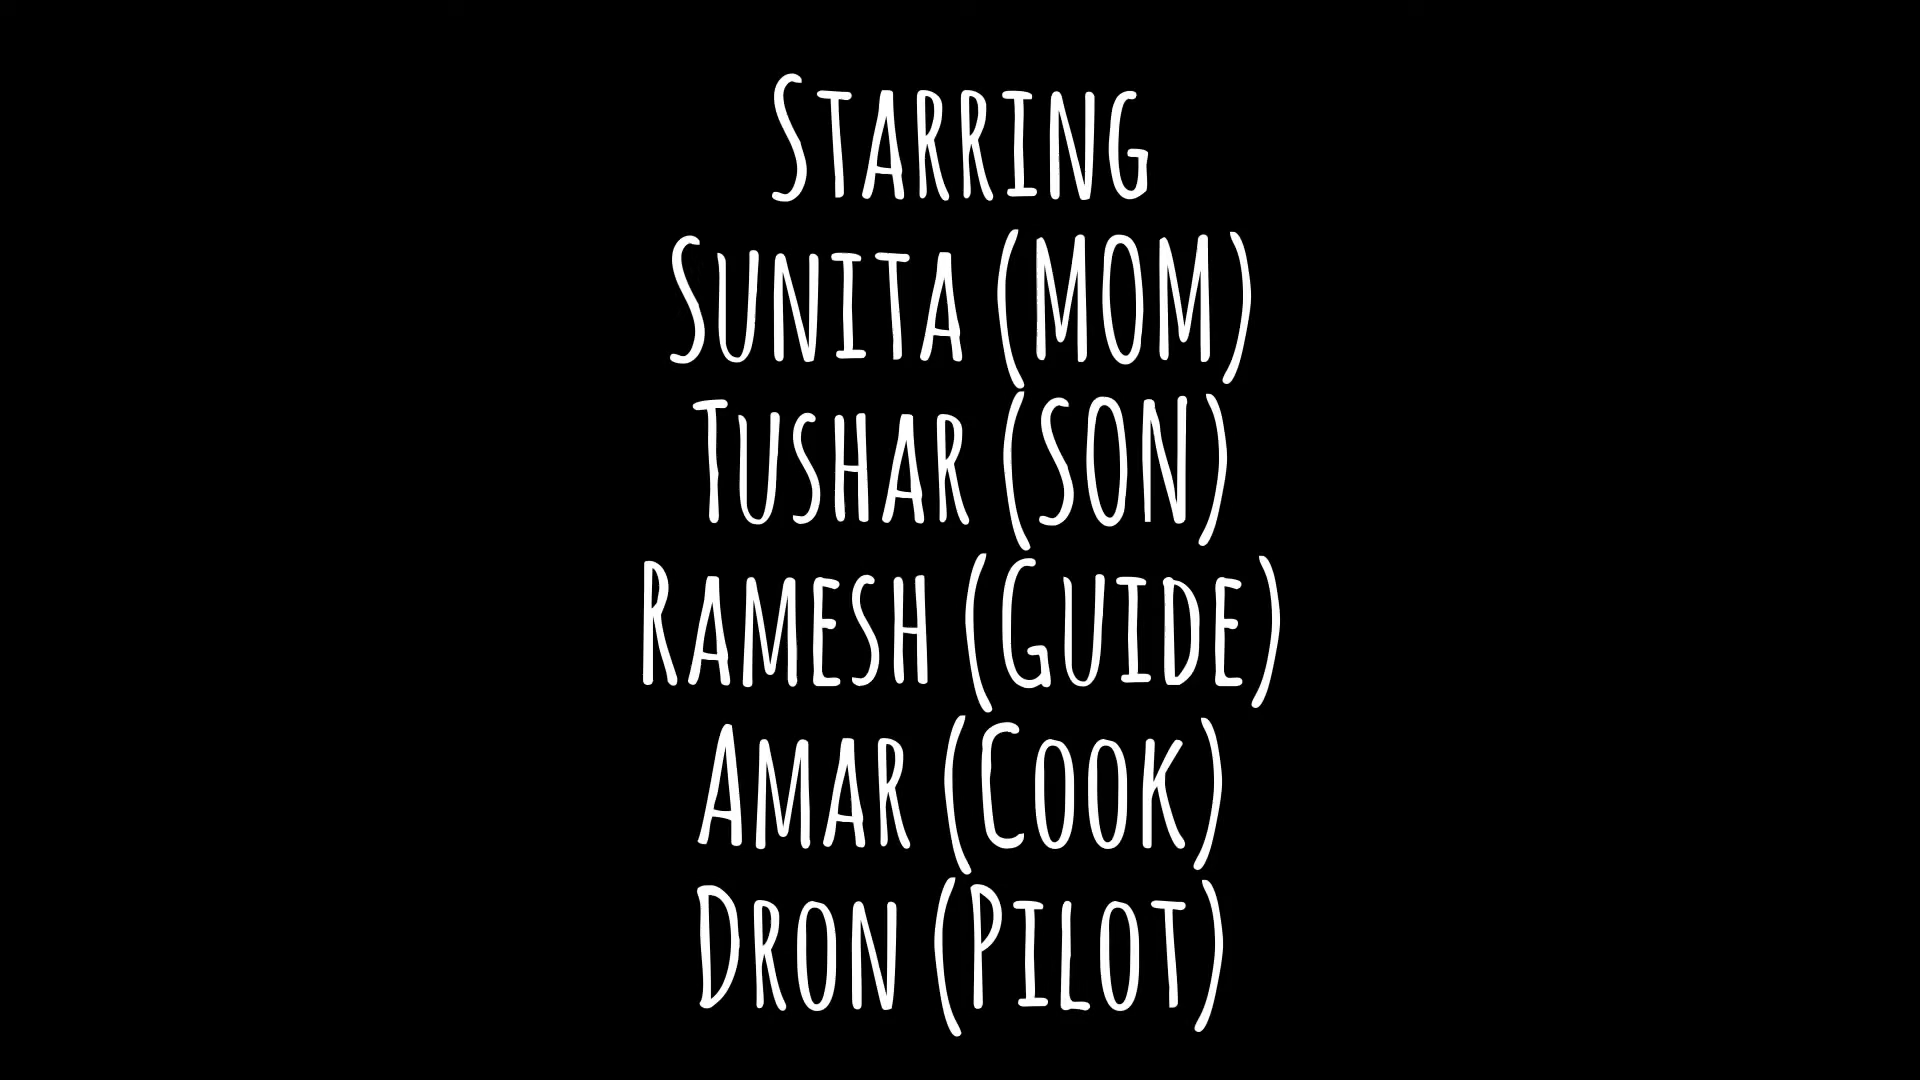 Starring
Sunita (MOM)
Tushar (SON)
Ramesh (Guide)
Amar (Cook)
Dron (Pilot)